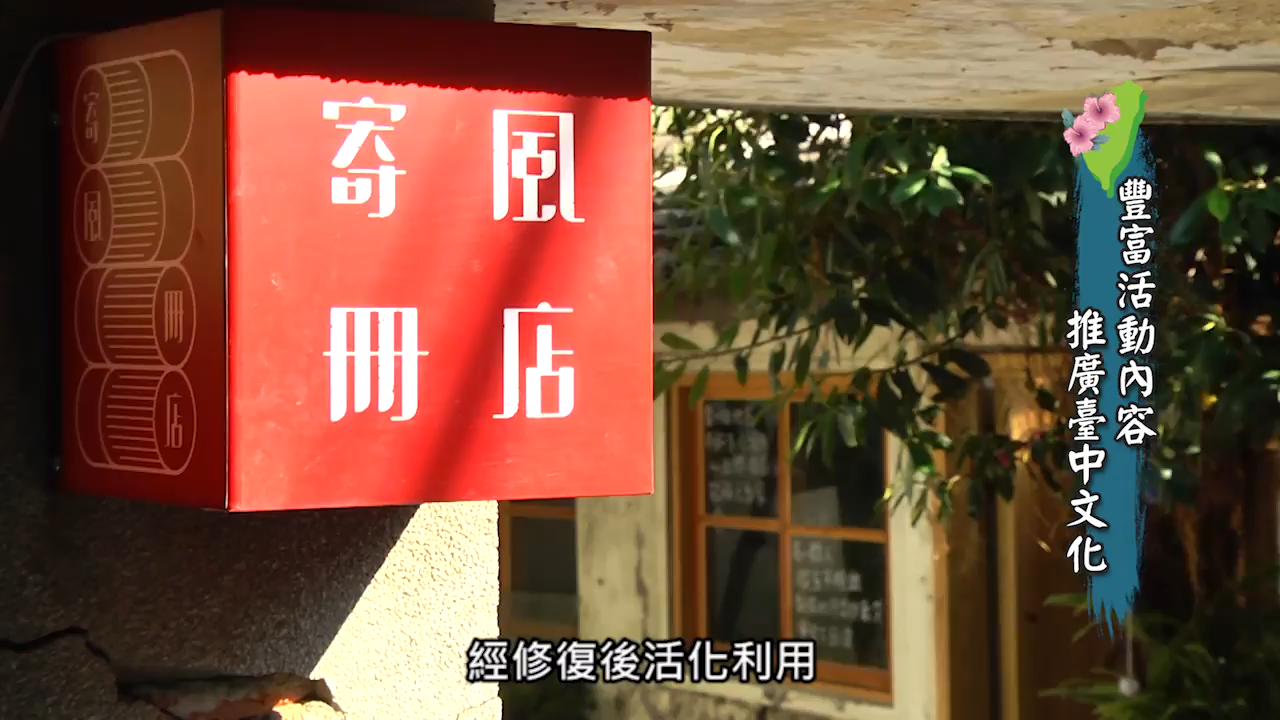 寄風
冊店
寄
風
冊
店
豐富活動內容
推廣臺中文化
經修復後活化利用